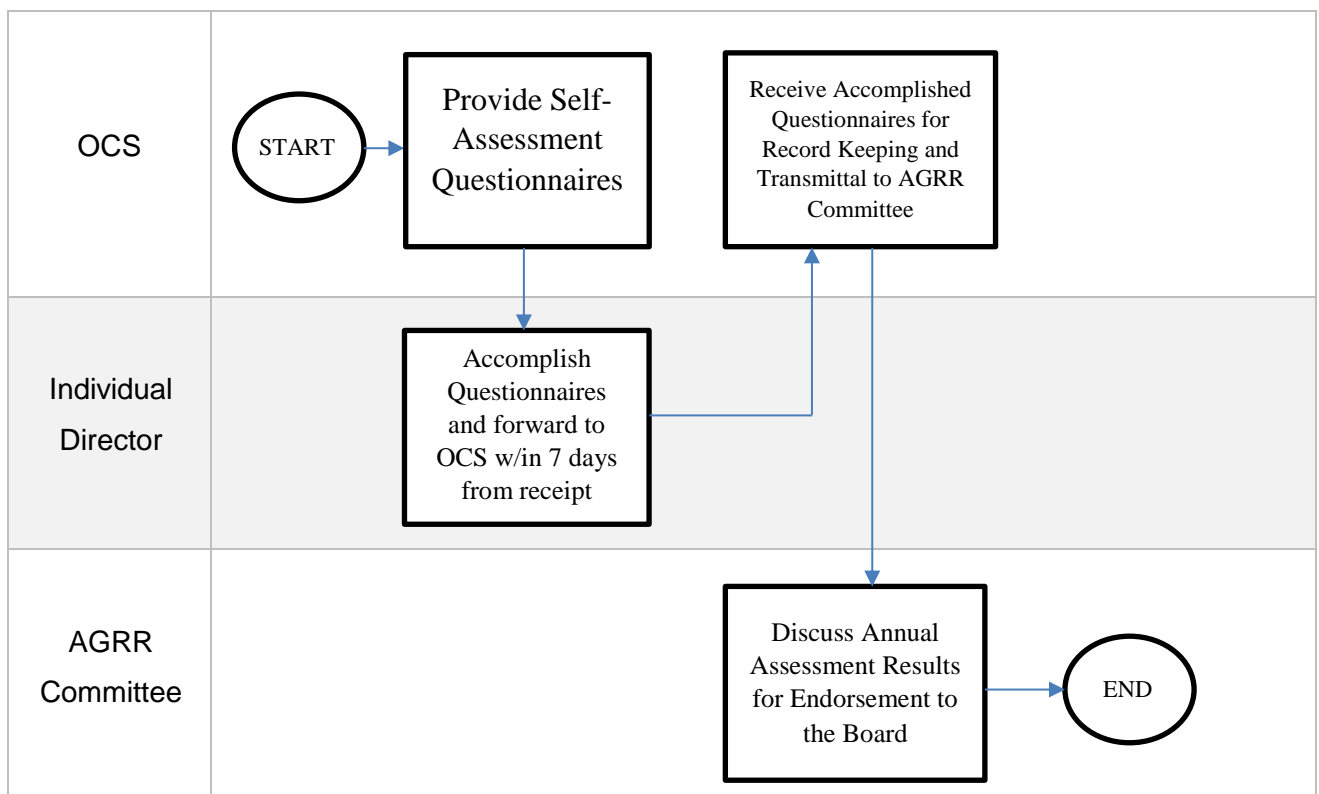 OCS
START
Provide Self-
Assessment
Questionnaires
Receive Accomplished
Questionnaires for
Record Keeping and
Transmittal to AGRR
Committee
Individual
Director
Accomplish
Questionnaires
and forward to
OCS w/in 7 days
from receipt
AGRR
Committee
Discuss Annual
Assessment Results
for Endorsement to
the Board
END